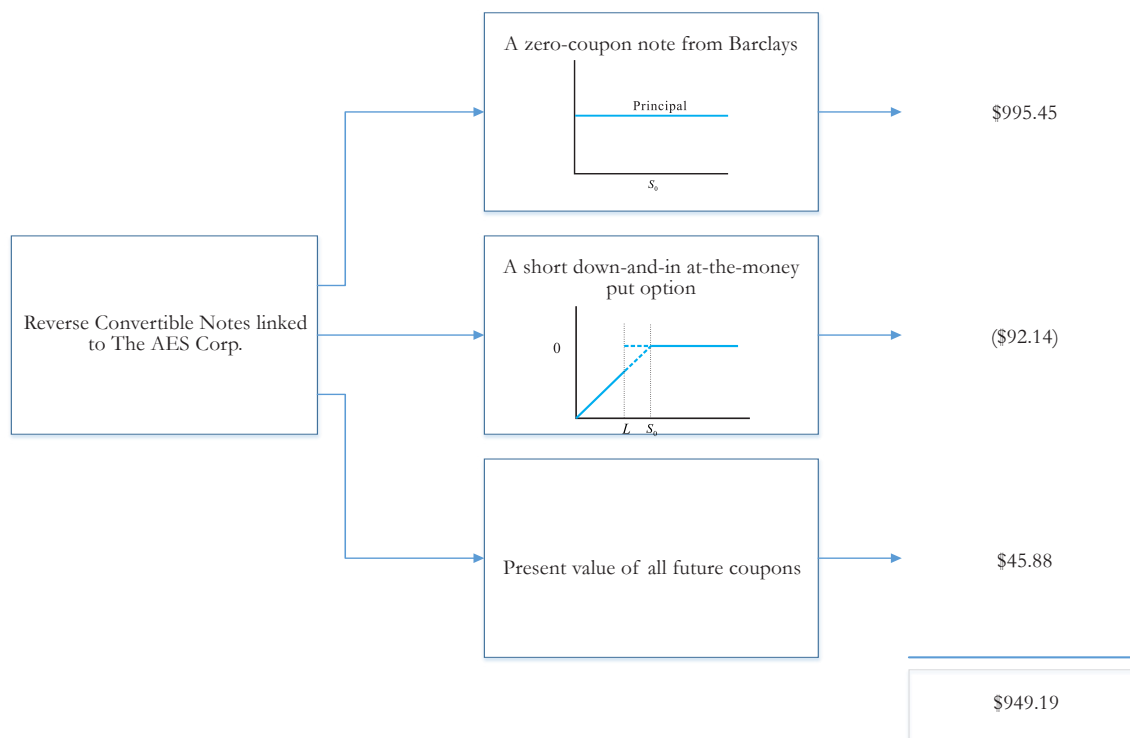 A zero-coupon note from Barclays
Principal
S₀
$995.45
Reverse Convertible Notes linked
to The AES Corp.
A short down-and-in at-the-money
put option
0
L S₀
($92.14)
Present value of all future coupons
$45.88
$949.19